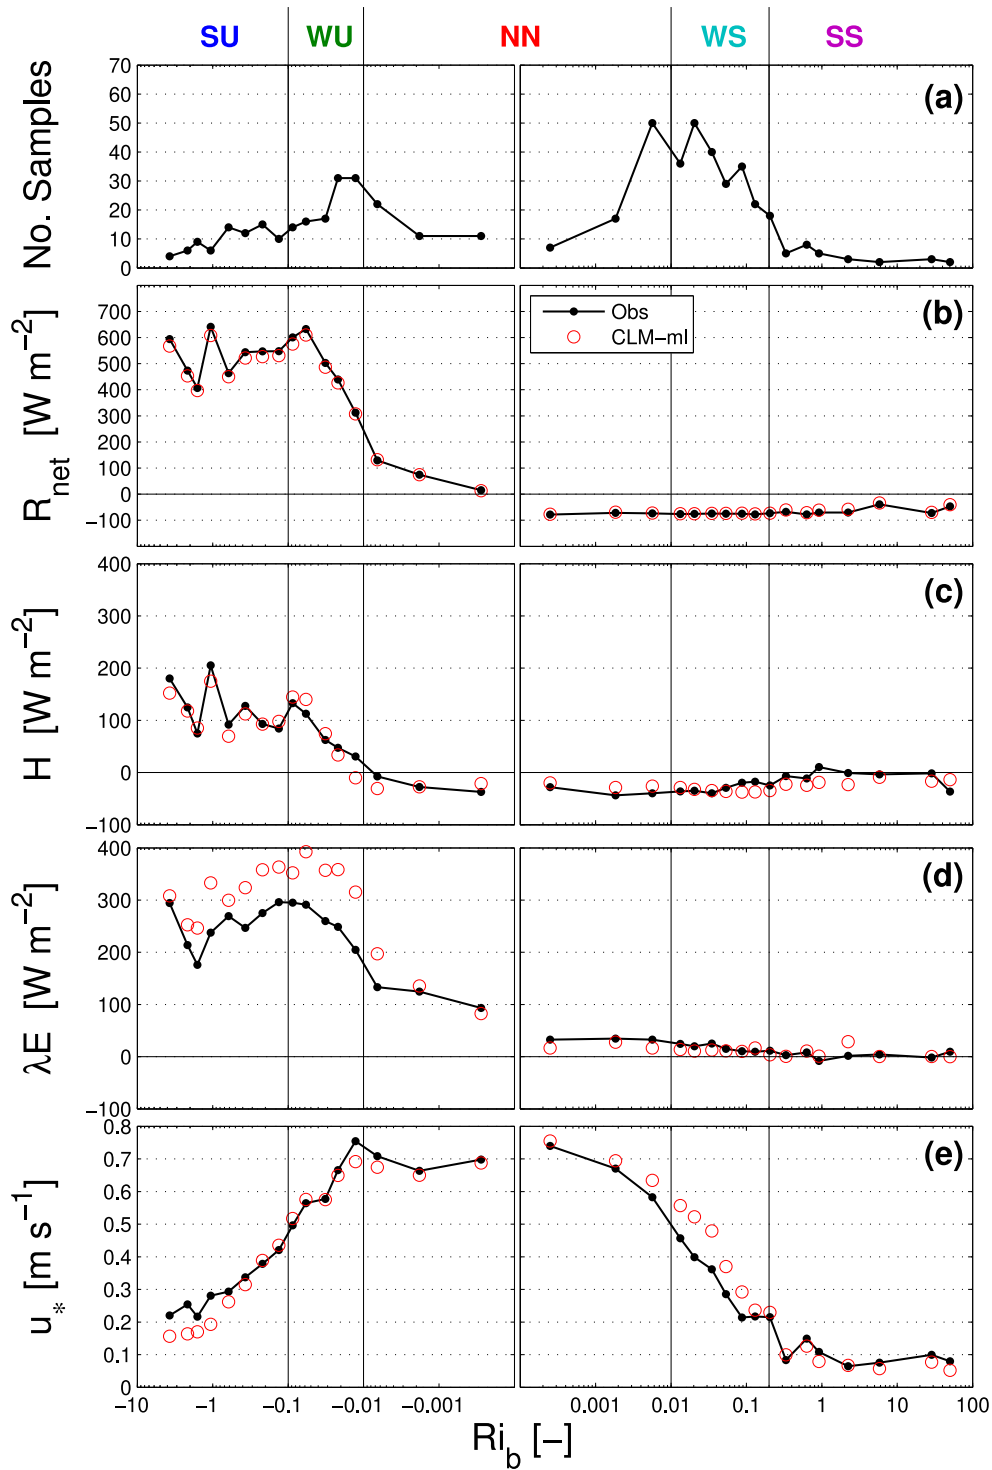 SU WU NN WS SS
No. Samples
70
60
50
40
30
20
10
0
(a)
R_net [W m⁻²]
700
600
500
400
300
200
100
0
−100
Obs
CLM−ml
(b)
H [W m⁻²]
400
300
200
100
0
−100
(c)
λE [W m⁻²]
400
300
200
100
0
−100
(d)
u_* [m s⁻¹]
0.8
0.7
0.6
0.5
0.4
0.3
0.2
0.1
0
(e)
−10 −1 −0.1 −0.01 −0.001 0.001 0.01 0.1 1 10 100
Ri_b [−]